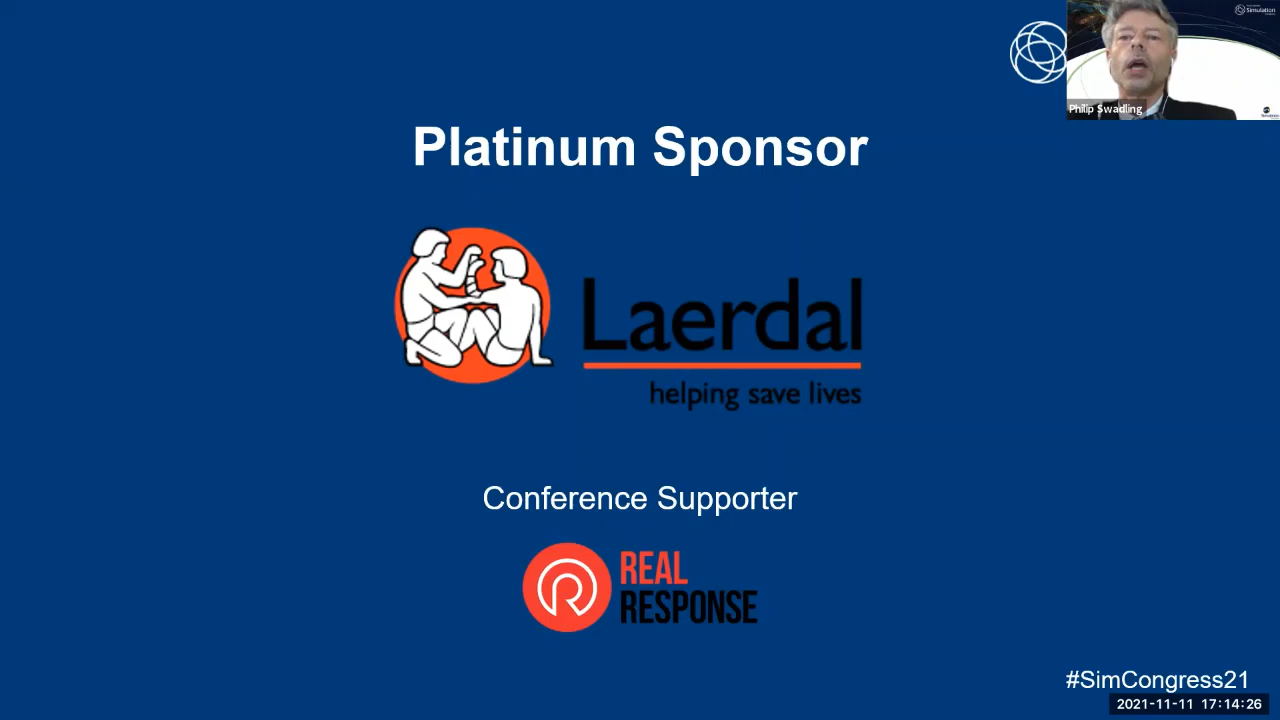 Simulation
Philip Swadling
Platinum Sponsor
Laerdal
helping save lives
Conference Supporter
REAL
RESPONSE
#SimCongress21
2021-11-11 17:14:26